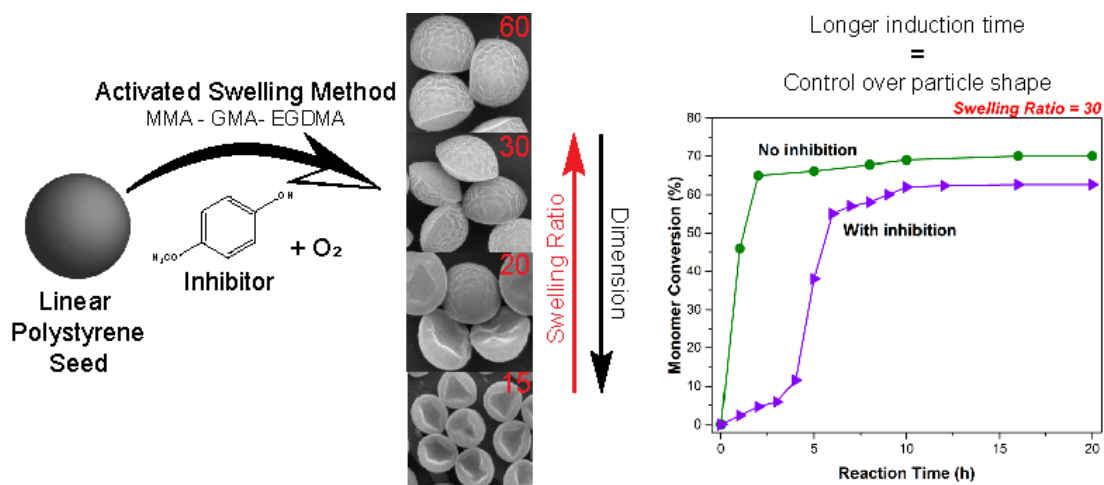 Activated Swelling Method
MMA - GMA- EGDMA
OH
H₃CO
+ O₂
Inhibitor
Linear
Polystyrene
Seed
60
30
20
15
Swelling Ratio
Dimension
Longer induction time
=
Control over particle shape
Swelling Ratio = 30
80
70
60
50
40
30
20
10
0
Monomer Conversion (%)
No inhibition
With inhibition
0
5
10
15
20
Reaction Time (h)